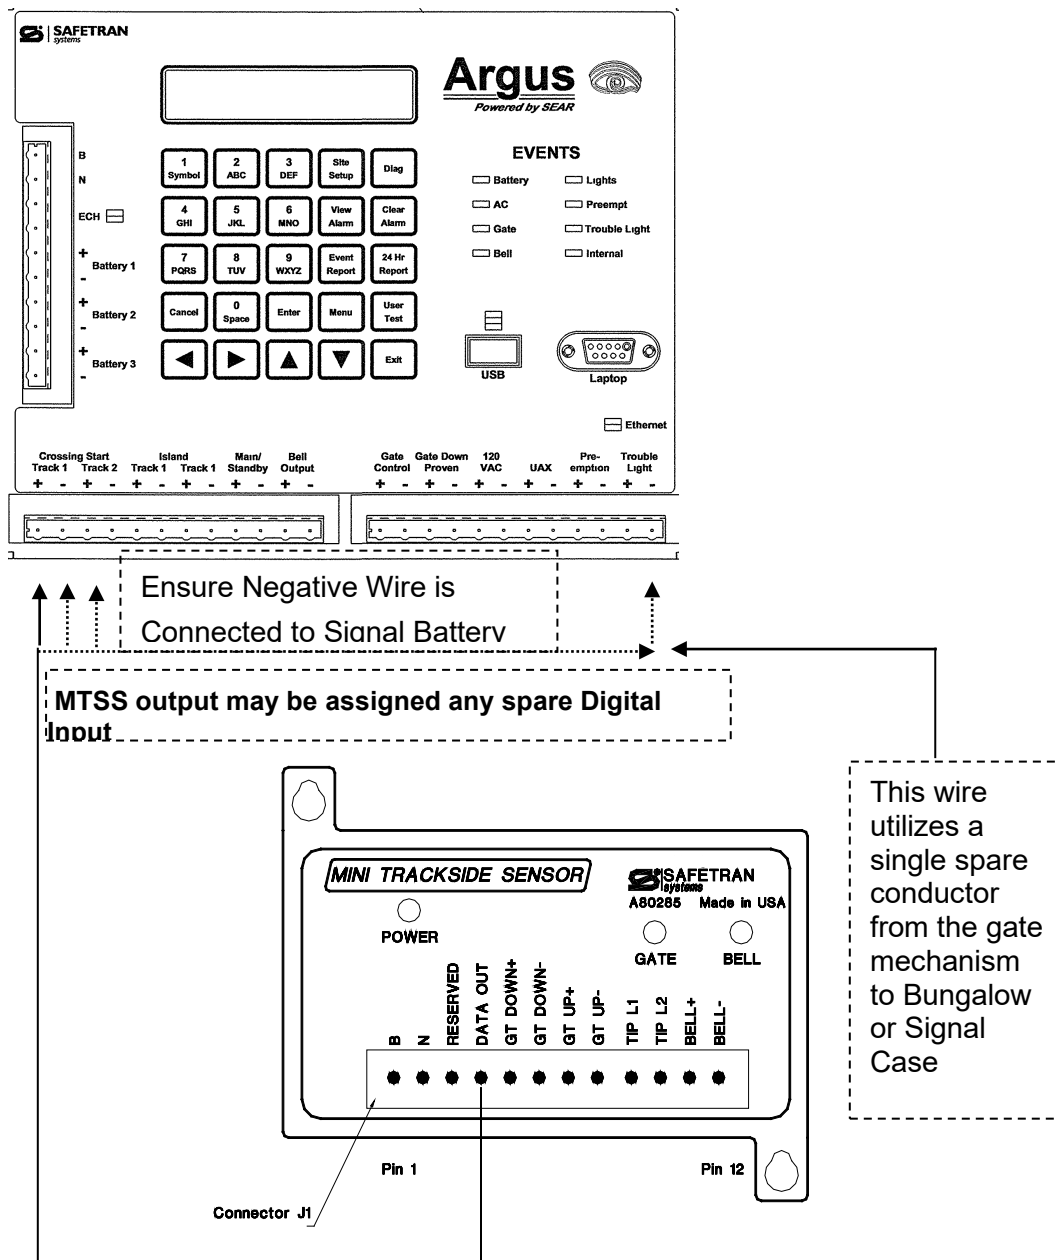 SAFETRAN
systems
Argus
Powered by SEAR
B
N
ECH
+
Battery 1
-
+
Battery 2
-
+
Battery 3
-
1
Symbol
2
ABC
3
DEF
Site
Setup
Diag
4
GHI
5
JKL
6
MNO
View
Alarm
Clear
Alarm
7
PQRS
8
TUV
9
WXYZ
Event
Report
24 Hr
Report
Cancel
0
Space
Enter
Menu
User
Test
Exit
EVENTS
Battery
Lights
AC
Preempt
Gate
Trouble Light
Bell
Internal
USB
Laptop
Ethernet
Crossing Start
Track 1 Track 2
Island
Track 1 Track 1
Main/
Standby
Bell
Output
Gate
Control
Gate Down
Proven
120
VAC
UAX
Pre-
emption
Trouble
Light
+ - + - + - + - + - + -
+ - + - + - + - + - + -
Ensure Negative Wire is
Connected to Signal Battery
MTSS output may be assigned any spare Digital
Input
This wire
utilizes a
single spare
conductor
from the gate
mechanism
to Bungalow
or Signal
Case
MINI TRACKSIDE SENSOR
SAFETRAN
systems
A80285 Made in USA
POWER
GATE
BELL
B
N
RESERVED
DATA OUT
GT DOWN+
GT DOWN-
GT UP+
GT UP-
TIP L1
TIP L2
BELL+
BELL-
Pin 1
Pin 12
Connector J1